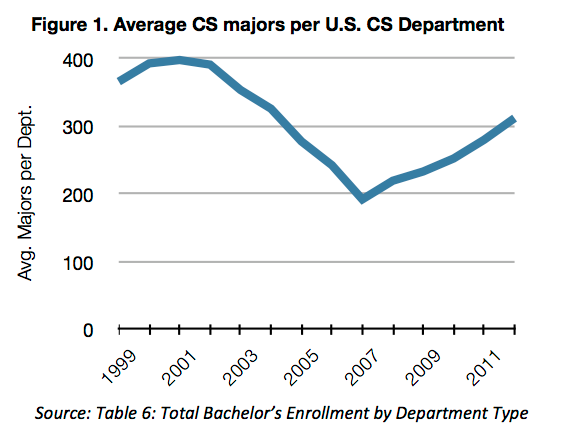 Figure 1. Average CS majors per U.S. CS Department
Avg. Majors per Dept.
400
300
200
100
0
1999 2001 2003 2005 2007 2009 2011
Source: Table 6: Total Bachelor’s Enrollment by Department Type